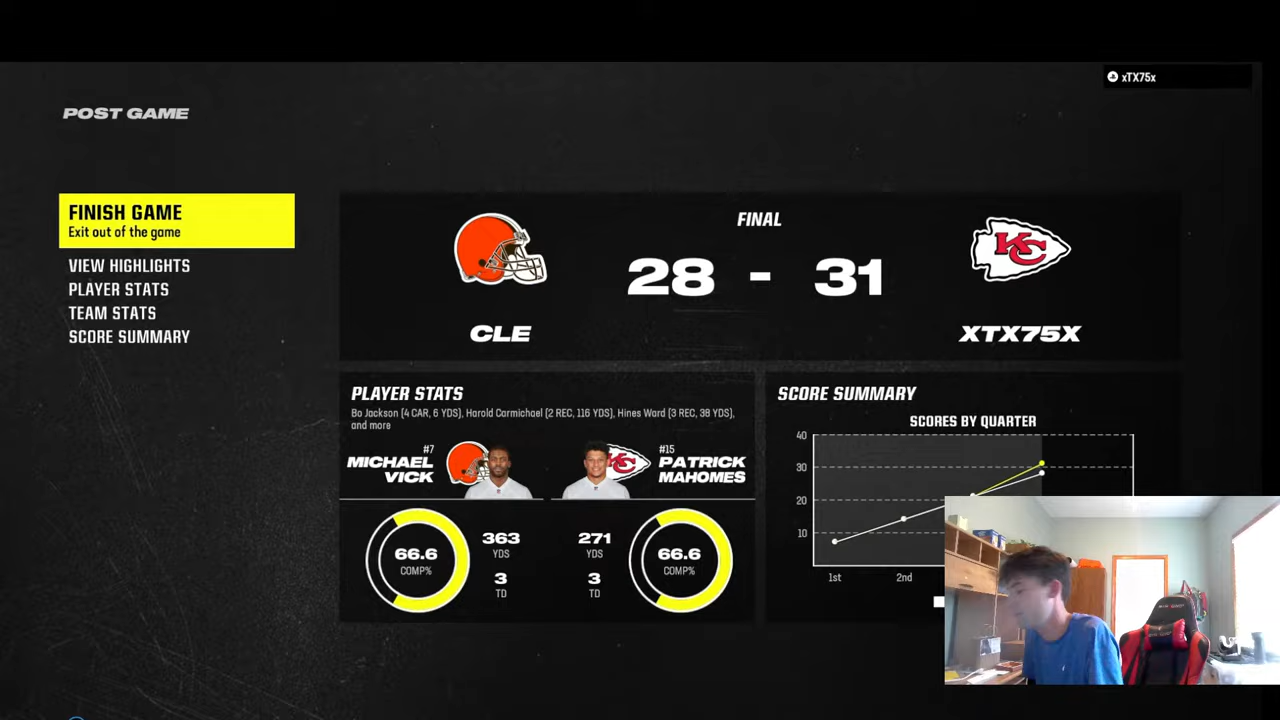 xTX75x
POST GAME
FINISH GAME
Exit out of the game
VIEW HIGHLIGHTS
PLAYER STATS
TEAM STATS
SCORE SUMMARY
FINAL
KC
28 - 31
CLE
XTX75X
PLAYER STATS
Bo Jackson (4 CAR, 6 YDS), Harold Carmichael (2 REC, 116 YDS), Hines Ward (3 REC, 38 YDS),
and more
#7
MICHAEL
VICK
#15
PATRICK
MAHOMES
66.6
COMP%
363
YDS
3
TD
271
YDS
3
TD
66.6
COMP%
SCORE SUMMARY
SCORES BY QUARTER
40
30
20
10
1st
2nd